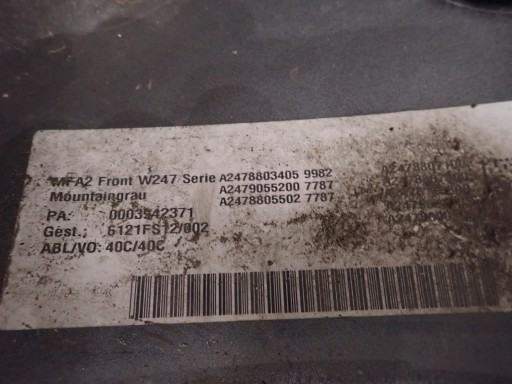 MFA2 Front W247 Serie A2478803405 9982
Mountaingrau A2479055200 7787
A2478805502 7787
PA: 0003542371
Gest.: 6121FS12/002
ABL/VO: 40C/40C